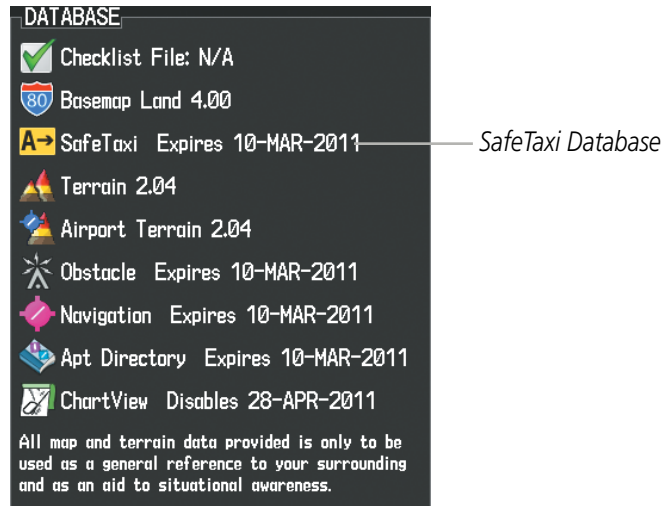 DATABASE
Checklist File: N/A
80 Basemap Land 4.00
A→ SafeTaxi Expires 10-MAR-2011 SafeTaxi Database
Terrain 2.04
Airport Terrain 2.04
Obstacle Expires 10-MAR-2011
Navigation Expires 10-MAR-2011
Apt Directory Expires 10-MAR-2011
ChartView Disables 28-APR-2011
All map and terrain data provided is only to be
used as a general reference to your surrounding
and as an aid to situational awareness.